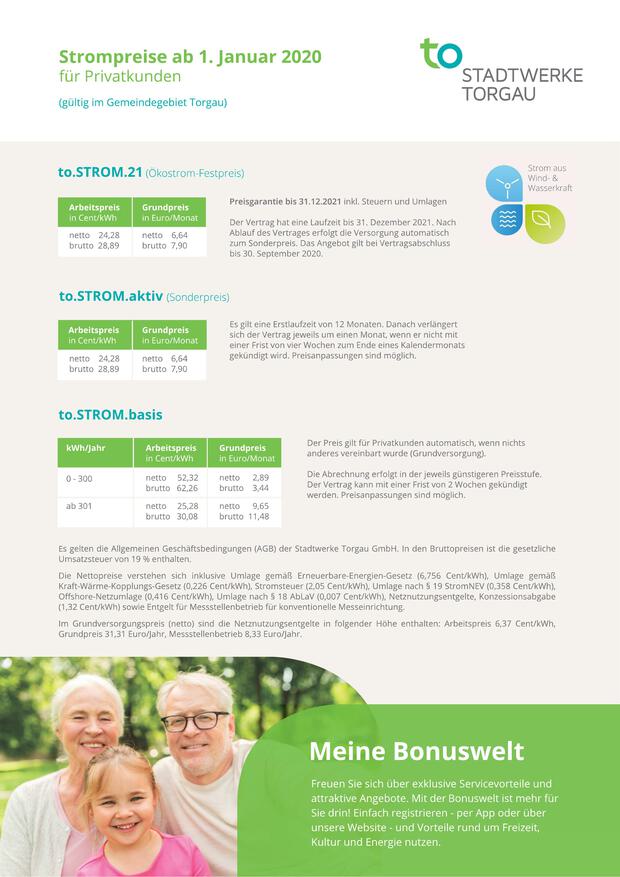 Strompreise ab 1. Januar 2020
für Privatkunden
(gültig im Gemeindegebiet Torgau)
to
STADTWERKE
TORGAU
to.STROM.21 (Ökostrom-Festpreis)
Strom aus
Wind- &
Wasserkraft
Arbeitspreis Grundpreis
in Cent/kWh in Euro/Monat
netto 24,28 netto 6,64
brutto 28,89 brutto 7,90
Preisgarantie bis 31.12.2021 inkl. Steuern und Umlagen
Der Vertrag hat eine Laufzeit bis 31. Dezember 2021. Nach
Ablauf des Vertrages erfolgt die Versorgung automatisch
zum Sonderpreis. Das Angebot gilt bei Vertragsabschluss
bis 30. September 2020.
to.STROM.aktiv (Sonderpreis)
Arbeitspreis Grundpreis
in Cent/kWh in Euro/Monat
netto 24,28 netto 6,64
brutto 28,89 brutto 7,90
Es gilt eine Erstlaufzeit von 12 Monaten. Danach verlängert
sich der Vertrag jeweils um einen Monat, wenn er nicht mit
einer Frist von vier Wochen zum Ende eines Kalendermonats
gekündigt wird. Preisanpassungen sind möglich.
to.STROM.basis
kWh/Jahr Arbeitspreis Grundpreis
in Cent/kWh in Euro/Monat
0 - 300 netto 52,32 netto 2,89
brutto 62,26 brutto 3,44
ab 301 netto 25,28 netto 9,65
brutto 30,08 brutto 11,48
Der Preis gilt für Privatkunden automatisch, wenn nichts
anderes vereinbart wurde (Grundversorgung).
Die Abrechnung erfolgt in der jeweils günstigeren Preisstufe.
Der Vertrag kann mit einer Frist von 2 Wochen gekündigt
werden. Preisanpassungen sind möglich.
Es gelten die Allgemeinen Geschäftsbedingungen (AGB) der Stadtwerke Torgau GmbH. In den Bruttopreisen ist die gesetzliche
Umsatzsteuer von 19 % enthalten.
Die Nettopreise verstehen sich inklusive Umlage gemäß Erneuerbare-Energien-Gesetz (6,756 Cent/kWh), Umlage gemäß
Kraft-Wärme-Kopplungs-Gesetz (0,226 Cent/kWh), Stromsteuer (2,05 Cent/kWh), Umlage nach § 19 StromNEV (0,358 Cent/kWh),
Offshore-Netzumlage (0,416 Cent/kWh), Umlage nach § 18 AbLaV (0,007 Cent/kWh), Netznutzungsentgelte, Konzessionsabgabe
(1,32 Cent/kWh) sowie Entgelt für Messstellenbetrieb für konventionelle Messeinrichtung.
Im Grundversorgungspreis (netto) sind die Netznutzungsentgelte in folgender Höhe enthalten: Arbeitspreis 6,37 Cent/kWh,
Grundpreis 31,31 Euro/Jahr, Messstellenbetrieb 8,33 Euro/Jahr.
Meine Bonuswelt
Freuen Sie sich über exklusive Servicevorteile und
attraktive Angebote. Mit der Bonuswelt ist mehr für
Sie drin! Einfach registrieren - per App oder über
unsere Website - und Vorteile rund um Freizeit,
Kultur und Energie nutzen.